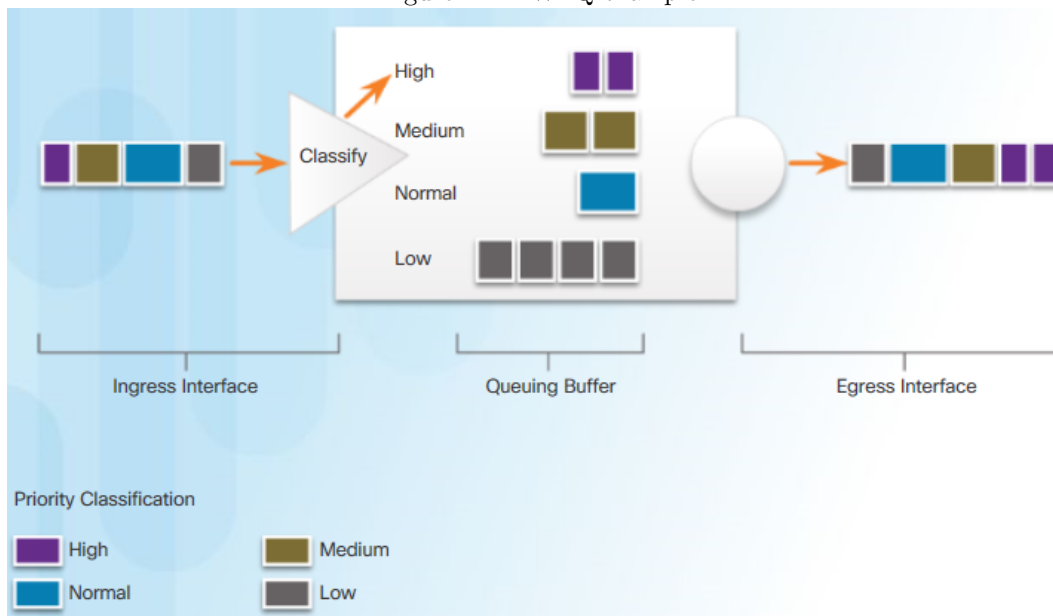 High
Medium
Classify
Normal
Low
Ingress Interface
Queuing Buffer
Egress Interface
Priority Classification
High
Medium
Normal
Low